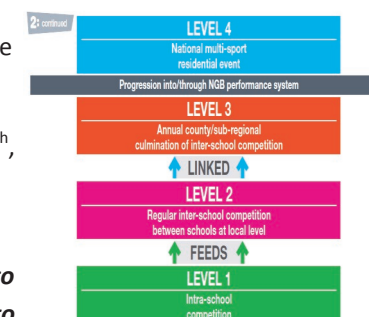 2: continued
e
LEVEL 4
National multi-sport
residential event
Progression into/through NGB performance system
LEVEL 3
Annual county/sub-regional
culmination of inter-school competition
h
,
LINKED
LEVEL 2
Regular inter-school competition
between schools at local level
FEEDS
to
LEVEL 1
Intra-school
competition